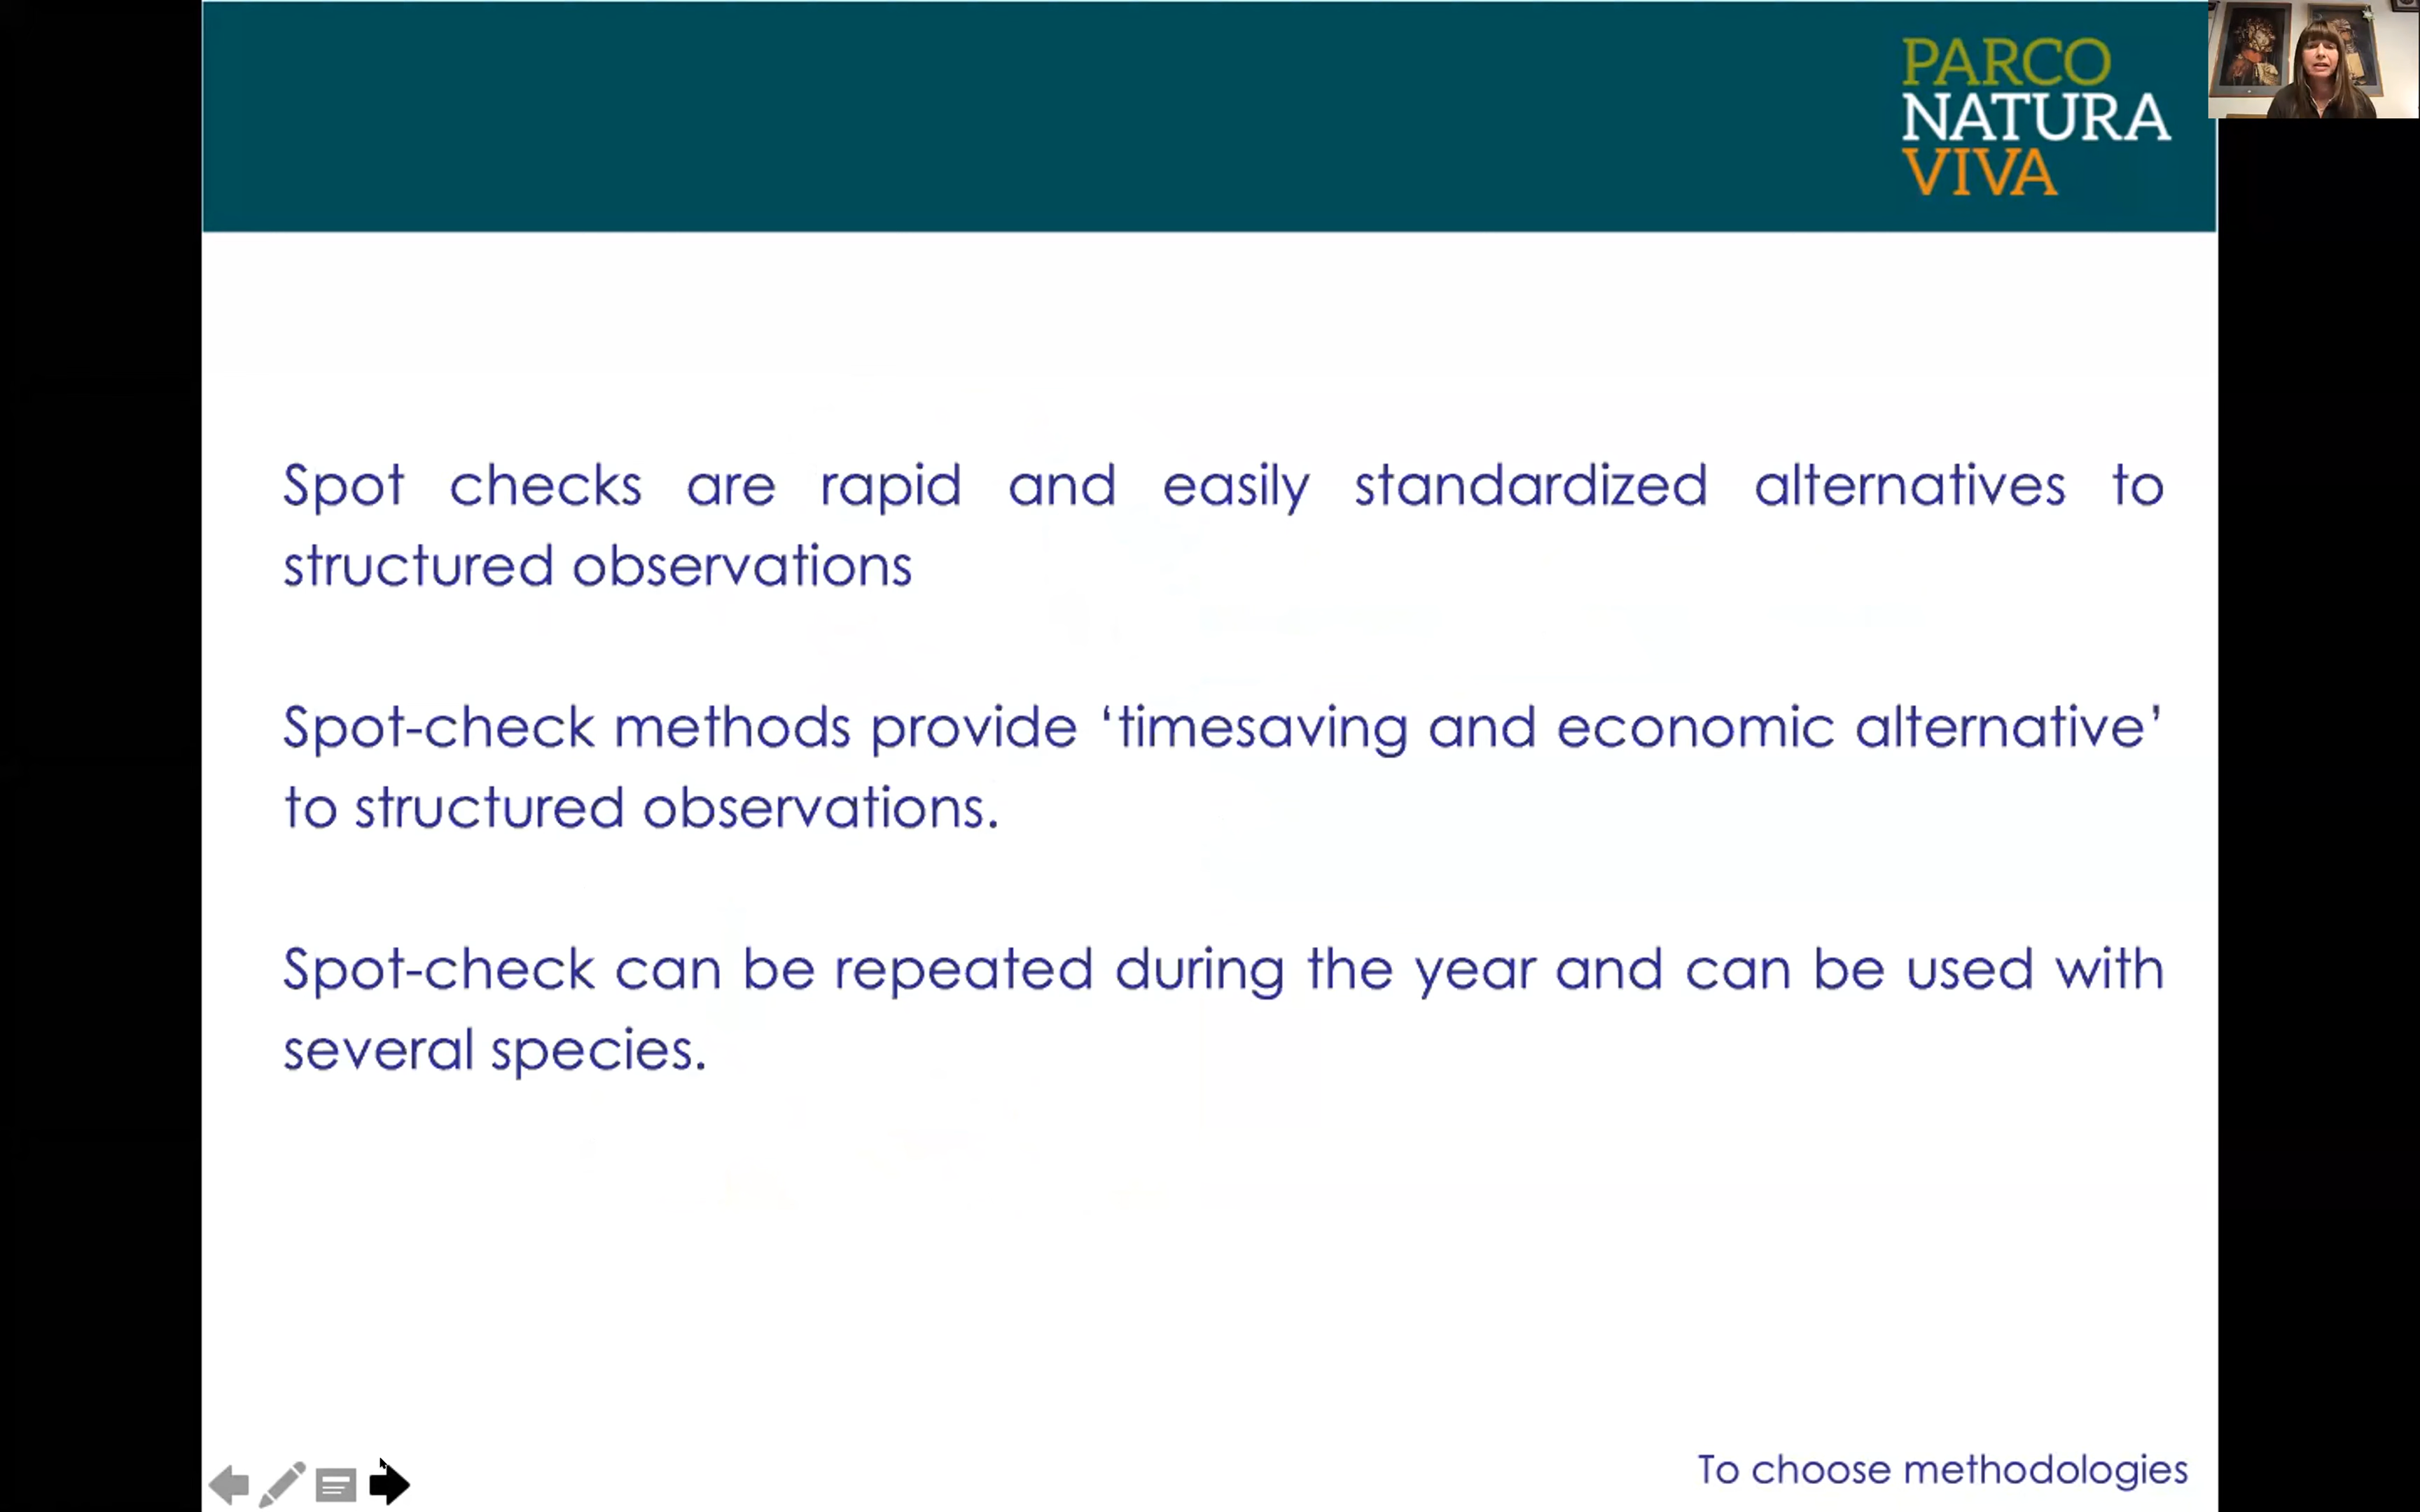 PARCO
NATURA
VIVA
Spot checks are rapid and easily standardized alternatives to
structured observations
Spot-check methods provide ‘timesaving and economic alternative’
to structured observations.
Spot-check can be repeated during the year and can be used with
several species.
To choose methodologies